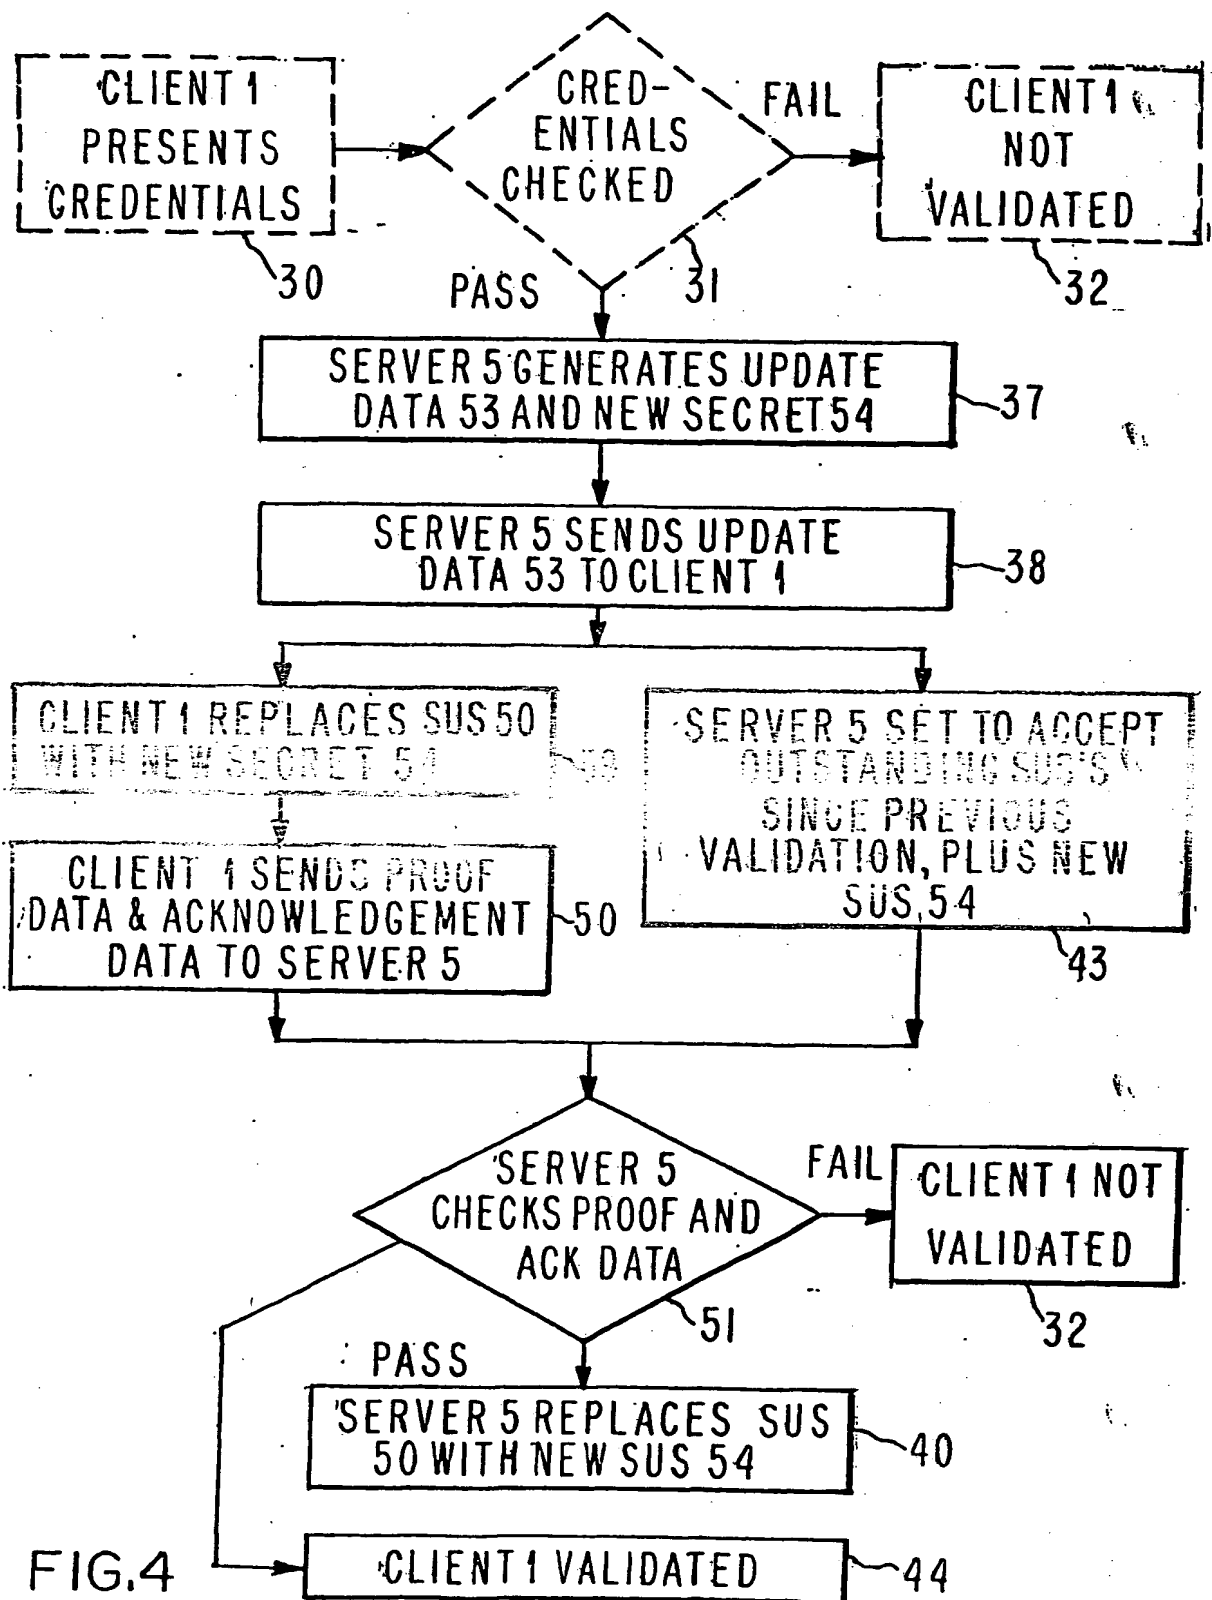 CLIENT 1
PRESENTS
CREDENTIALS
30
CRED-
ENTIALS
CHECKED
31
FAIL
CLIENT 1
NOT
VALIDATED
32
PASS
SERVER 5 GENERATES UPDATE
DATA 53 AND NEW SECRET 54
37
SERVER 5 SENDS UPDATE
DATA 53 TO CLIENT 1
38
CLIENT 1 REPLACES SUS 50
WITH NEW SECRET 54
SERVER 5 SET TO ACCEPT
OUTSTANDING SUS'S
SINCE PREVIOUS
VALIDATION, PLUS NEW
SUS 54
43
CLIENT 1 SENDS PROOF
DATA & ACKNOWLEDGEMENT
DATA TO SERVER 5
50
SERVER 5
CHECKS PROOF AND
ACK DATA
51
FAIL
CLIENT 1 NOT
VALIDATED
32
PASS
SERVER 5 REPLACES SUS
50 WITH NEW SUS 54
40
CLIENT 1 VALIDATED
44
FIG.4